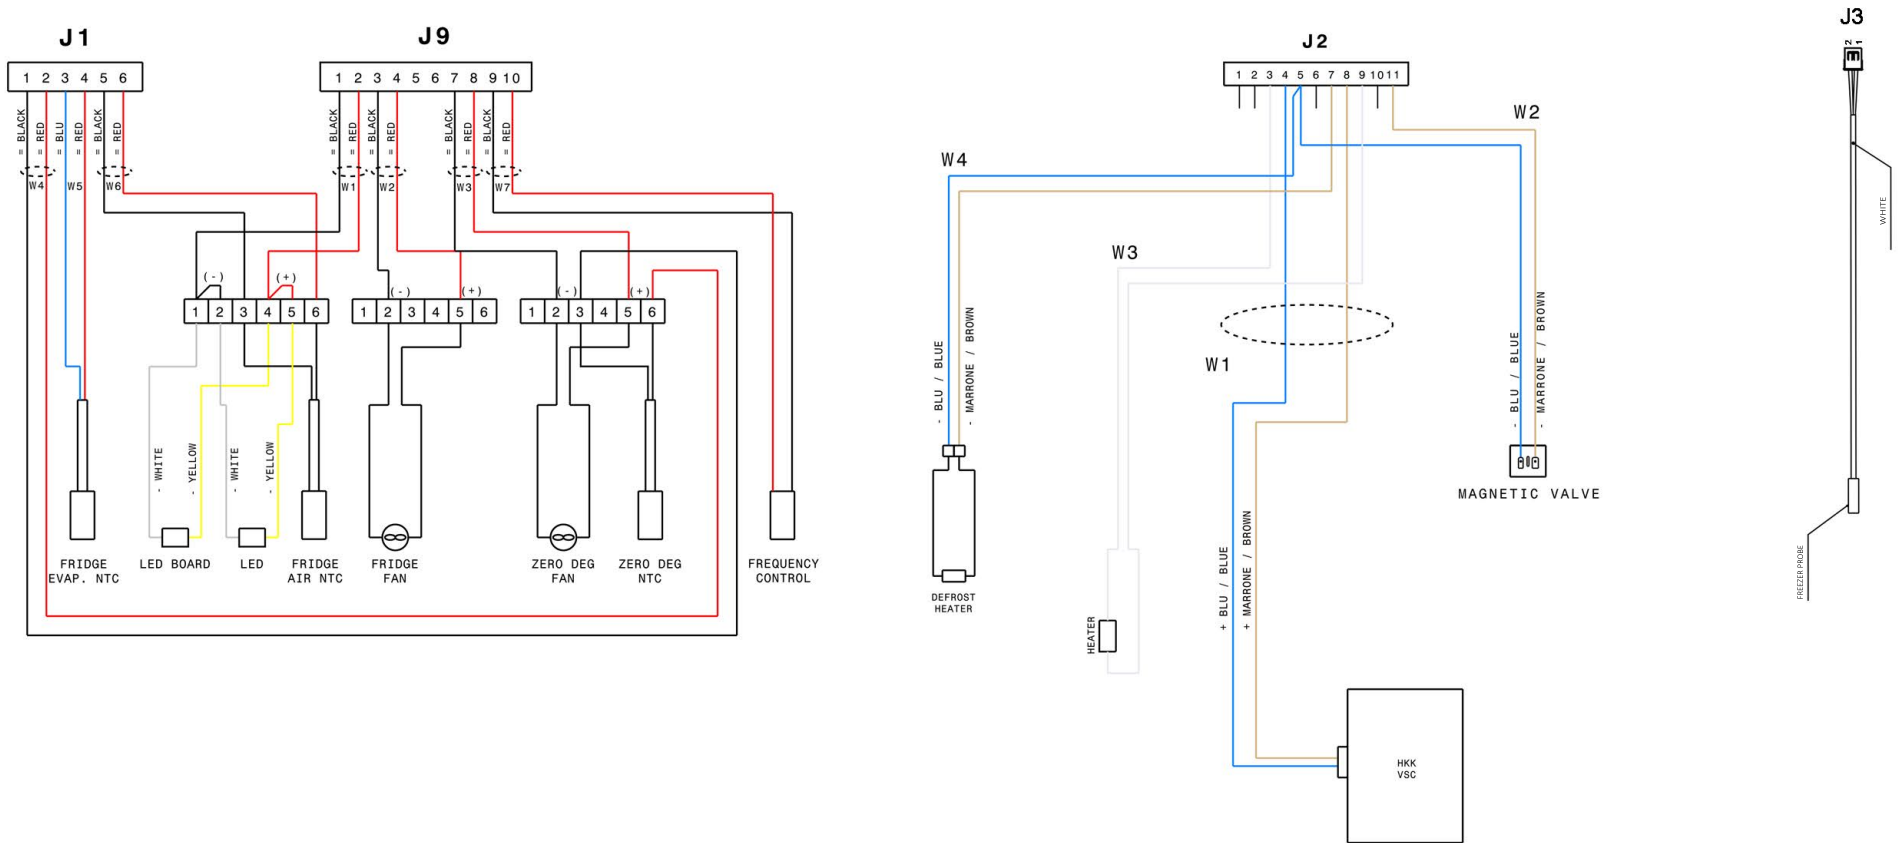 J1
J9
J2
J3
1 2 3 4 5 6
1 2 3 4 5 6 7 8 9 10
1 2 3 4 5 6 7 8 9 10 11
2 1
= BLACK
= RED
= BLU
= RED
= BLACK
= RED
= BLACK
= RED
= BLACK
= RED
= BLACK
= RED
= BLACK
= RED
W4 W5 W6
W1 W2 W3 W7
(-) (+)
(-) (+)
(-) (+)
1 2 3 4 5 6
1 2 3 4 5 6
1 2 3 4 5 6
- WHITE
- YELLOW
- WHITE
- YELLOW
FRIDGE
EVAP. NTC
LED BOARD
LED
FRIDGE
AIR NTC
FRIDGE
FAN
ZERO DEG
FAN
ZERO DEG
NTC
FREQUENCY
CONTROL
W4
W2
W3
W1
- BLU / BLUE
- MARRONE / BROWN
DEFROST
HEATER
HEATER
+ BLU / BLUE
+ MARRONE / BROWN
- BLU / BLUE
- MARRONE / BROWN
MAGNETIC VALVE
HKK
VSC
WHITE
FREEZER PROBE